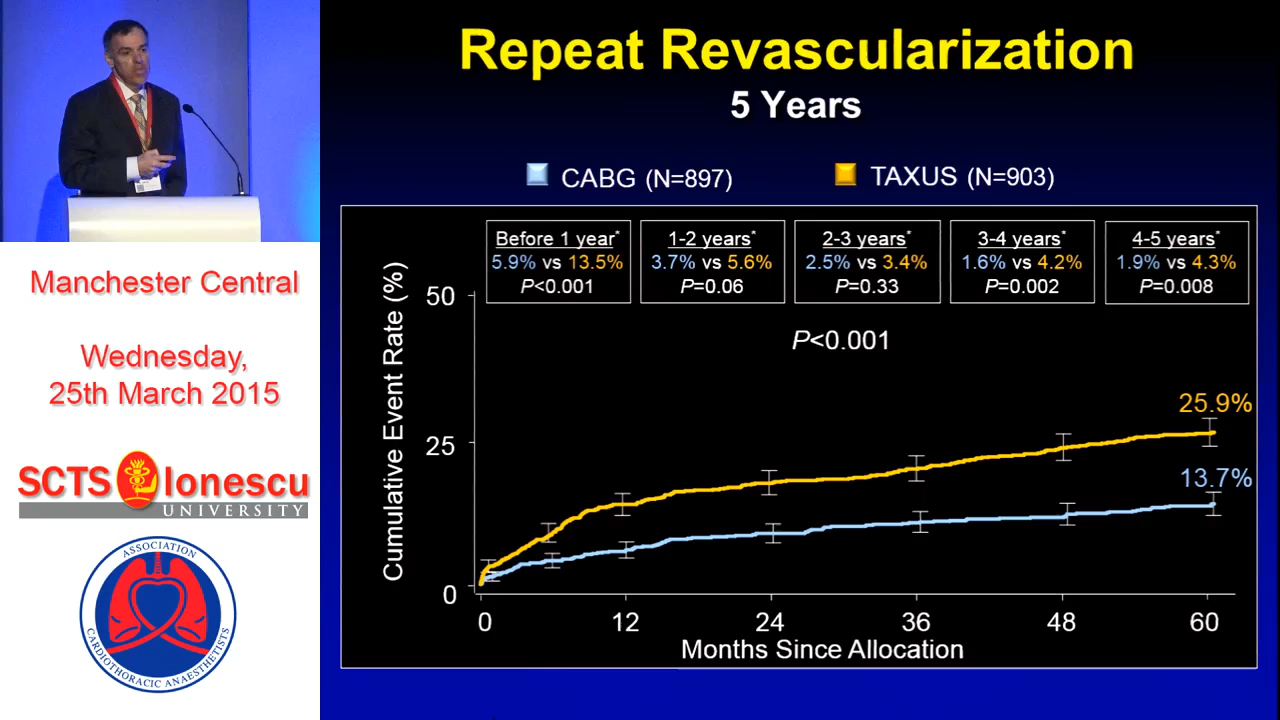 Repeat Revascularization
5 Years
CABG (N=897)
TAXUS (N=903)
Before 1 year*
5.9% vs 13.5%
P<0.001
1-2 years*
3.7% vs 5.6%
P=0.06
2-3 years*
2.5% vs 3.4%
P=0.33
3-4 years*
1.6% vs 4.2%
P=0.002
4-5 years*
1.9% vs 4.3%
P=0.008
P<0.001
Cumulative Event Rate (%)
50
25
0
25.9%
13.7%
0 12 24 36 48 60
Months Since Allocation
Manchester Central
Wednesday,
25th March 2015
SCTS Ionescu
UNIVERSITY
ASSOCIATION
CARDIOTHORACIC ANAESTHETISTS